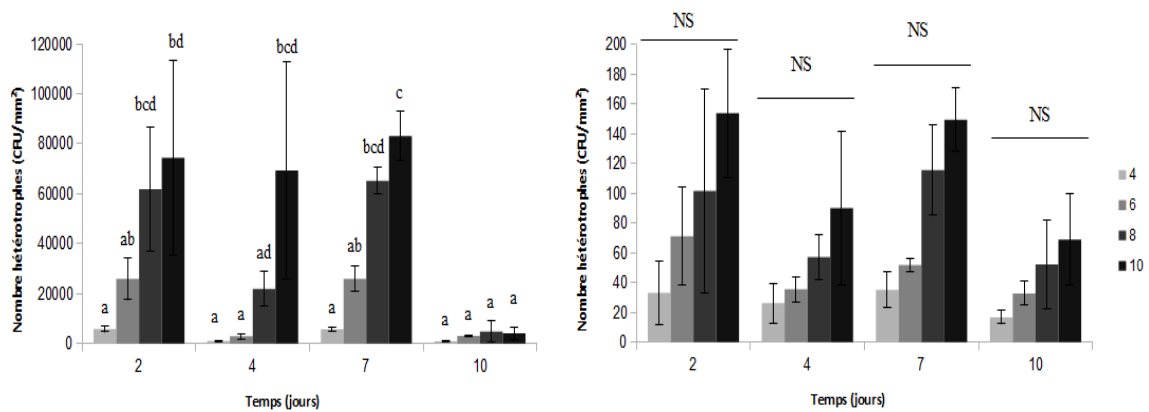 Nombre hétérotrophes (CFU/mm²)
120000
100000
80000
60000
40000
20000
0
a
ab
bcd
bd
a
a
ad
bcd
a
ab
bcd
c
a
a
a
a
2
4
7
10
Temps (jours)
Nombre hétérotrophes (CFU/mm²)
200
180
160
140
120
100
80
60
40
20
0
NS
NS
NS
NS
2
4
7
10
Temps (jours)
4
6
8
10